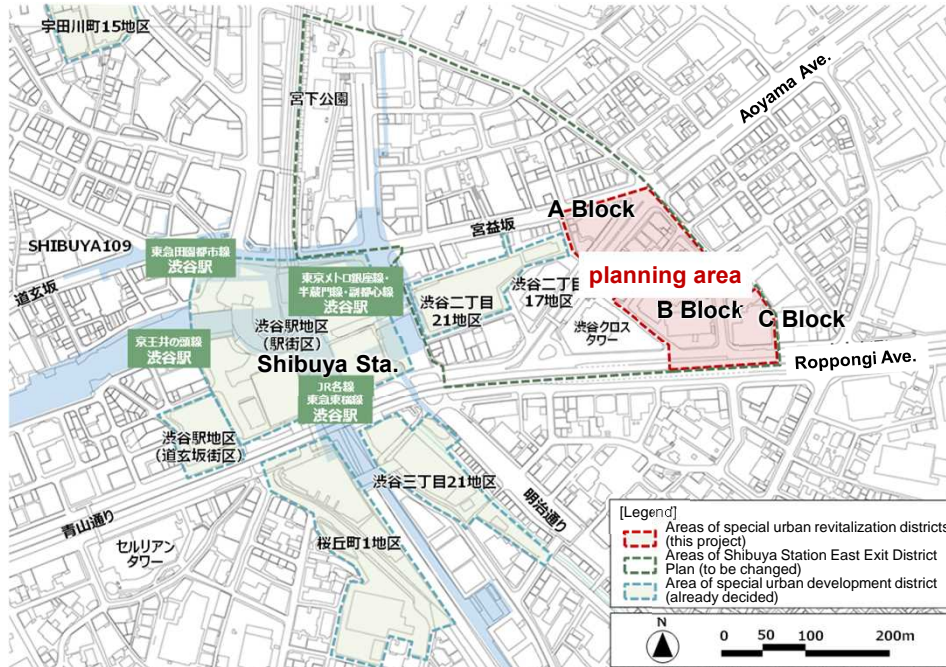 宇田川町15地区
宮下公園
Aoyama Ave.
宮益坂
A Block
SHIBUYA109
道玄坂
東急田園都市線
渋谷駅
東京メトロ銀座線・
半蔵門線・副都心線
渋谷駅
渋谷二丁目
21地区
渋谷二丁目
17地区
planning area
B Block
C Block
渋谷クロス
タワー
京王井の頭線
渋谷駅
渋谷駅地区
(駅街区)
Shibuya Sta.
Roppongi Ave.
JR各線
東急東横線
渋谷駅
渋谷駅地区
(道玄坂街区)
渋谷三丁目21地区
明治通り
青山通り
セルリアン
タワー
桜丘町1地区
[Legend]
Areas of special urban revitalization districts
(this project)
Areas of Shibuya Station East Exit District
Plan (to be changed)
Area of special urban development district
(already decided)
N
0 50 100 200m